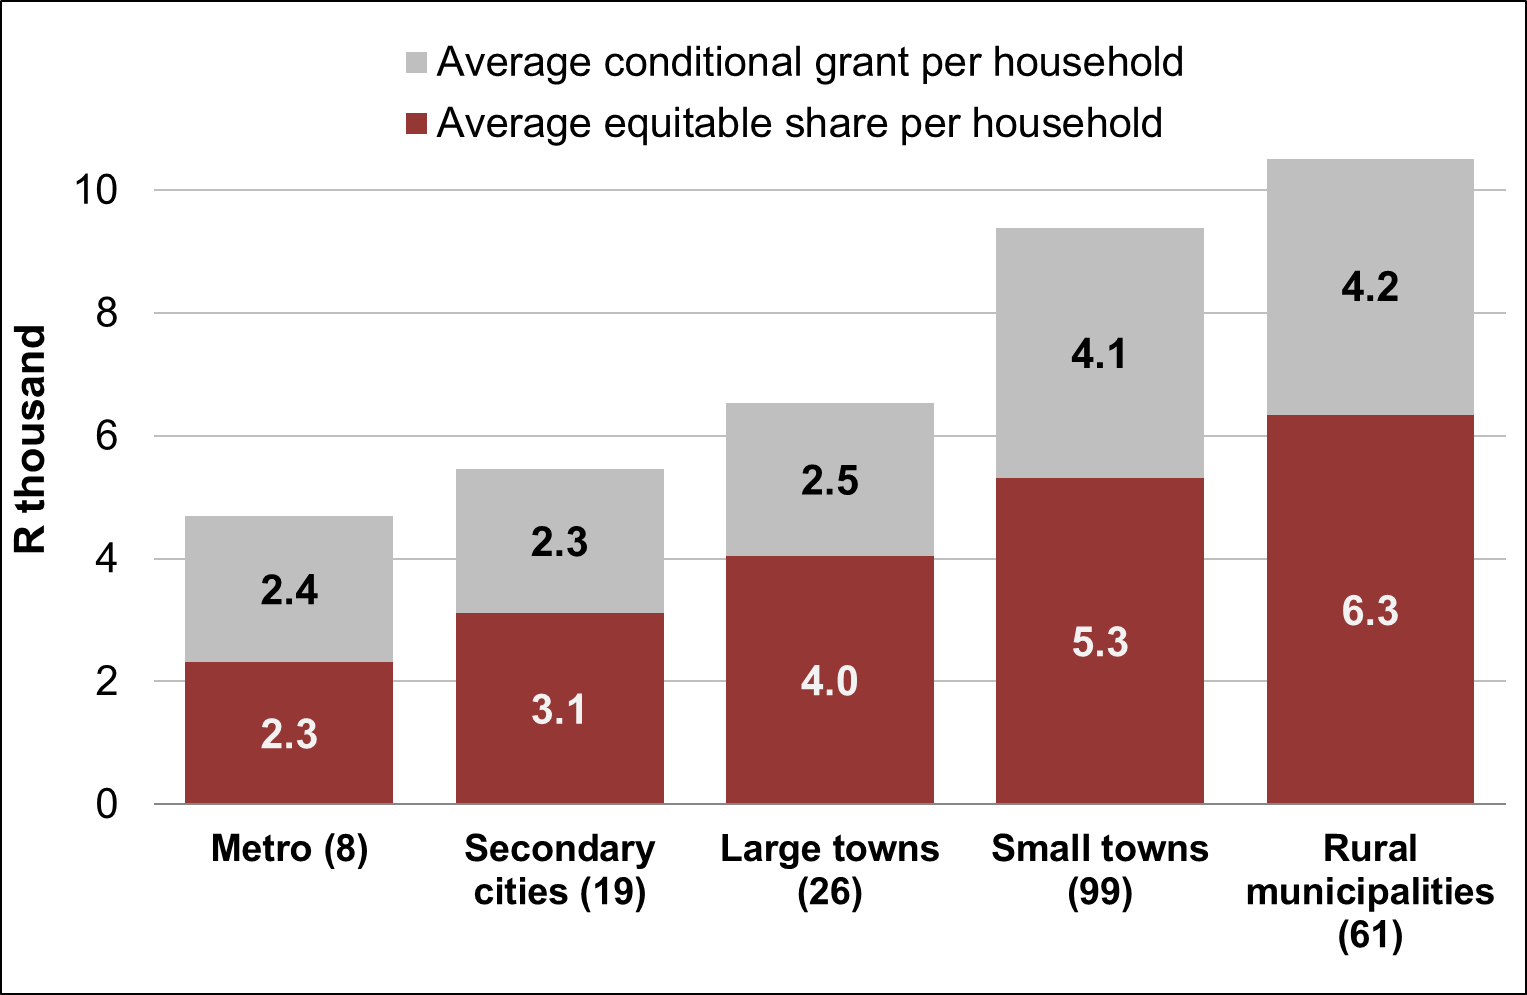 Average conditional grant per household
Average equitable share per household
R thousand
10
8
6
4
2
0
2.4
2.3
2.3
3.1
2.5
4.0
4.1
5.3
4.2
6.3
Metro (8)
Secondary
cities (19)
Large towns
(26)
Small towns
(99)
Rural
municipalities
(61)